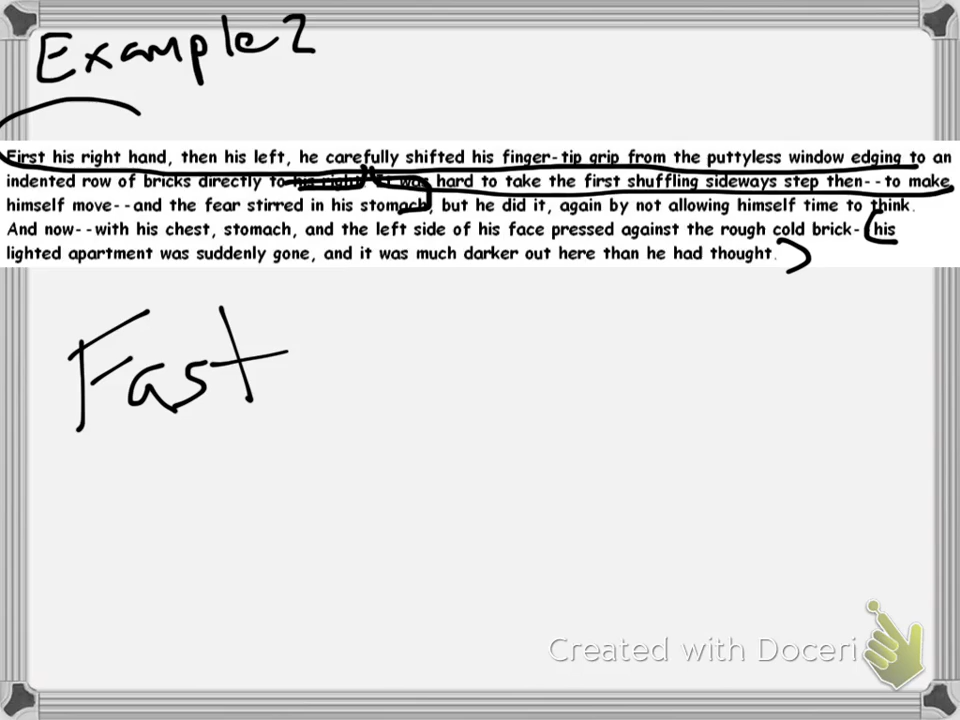 Example 2
First his right hand, then his left, he carefully shifted his finger-tip grip from the puttyless window edging to an
indented row of bricks directly to his right. It was hard to take the first shuffling sideways step then--to make
himself move--and the fear stirred in his stomach, but he did it, again by not allowing himself time to think.
And now--with his chest, stomach, and the left side of his face pressed against the rough cold brick- his
lighted apartment was suddenly gone, and it was much darker out here than he had thought.
Fast
Created with Doceri